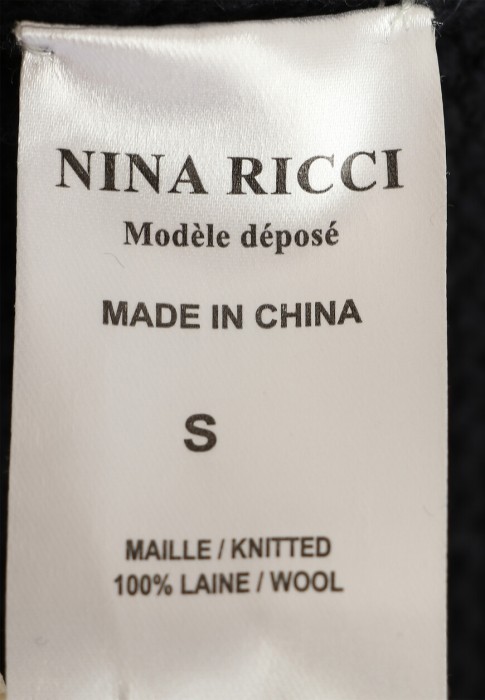 NINA RICCI
Modèle déposé
MADE IN CHINA
S
MAILLE / KNITTED
100% LAINE / WOOL